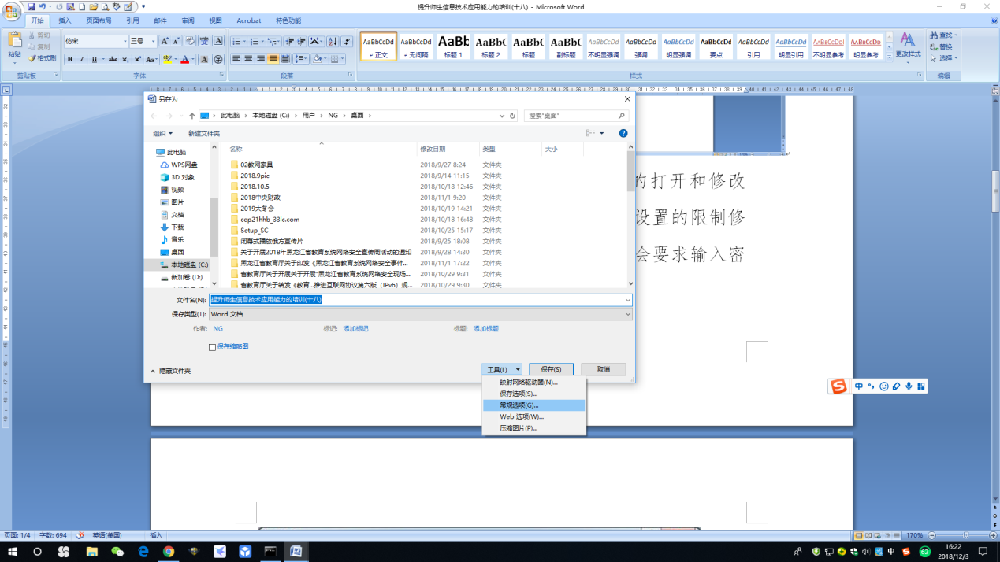 提升师生信息技术应用能力的培训(十八) - Microsoft Word
开始 插入 页面布局 引用 邮件 审阅 视图 Acrobat 特色功能
粘贴 剪切 复制 格式刷
仿宋 三号
AaBbCcDd AaBbCcDd AaBb AaBbC AaBbC AaBbC AaBbCcDd AaBbCcDd AaBbCcDd AaBbCcDd AaBbCcDd AaBbCcDd AaBbCcDd AaBbCcDd
正文 无间隔 标题 1 标题 2 标题 副标题 不明显强调 强调 明显强调 要点 引用 明显引用 不明显参考 明显参考
更改样式
查找
替换
选择
剪贴板 字体 段落 样式 编辑
另存为
此电脑 › 本地磁盘 (C:) › 用户 › NG › 桌面 ›
搜索"桌面"
组织 新建文件夹
此电脑
WPS网盘
3D 对象
视频
图片
文档
下载
音乐
桌面
本地磁盘 (C:)
新加卷 (D:)
名称 修改日期 类型 大小
02教网家具 2018/9/27 8:24 文件夹
2018.9pic 2018/9/14 11:15 文件夹
2018.10.5 2018/10/18 12:46 文件夹
2018中央财政 2018/11/1 9:20 文件夹
2019大冬会 2018/10/19 14:21 文件夹
cep21hhb_33lc.com 2018/10/18 16:48 文件夹
Setup_SC 2018/10/25 15:17 文件夹
闭幕式播放俄方宣传片 2018/9/25 18:08 文件夹
关于开展2018年黑龙江省教育系统网络安全宣传周活动的通知 2018/9/28 14:30 文件夹
黑龙江省教育厅关于印发《黑龙江省教育系统网络安全事件... 2018/11/1 17:22 文件夹
省教育厅关于开展关于开展"黑龙江省教育系统网络安全现场... 2018/10/29 9:31 文件夹
省教育厅关于转发《教育...推进互联网协议第六版（IPv6）规... 2018/10/29 9:30 文件夹
文件名(N): 提升师生信息技术应用能力的培训(十八)
保存类型(T): Word 文档
作者: NG 标记: 添加标记 标题: 添加标题
保存缩略图
隐藏文件夹
工具(L) 保存(S) 取消
映射网络驱动器(N)...
保存选项(S)...
常规选项(G)...
Web 选项(W)...
压缩图片(P)...
的打开和修改
设置的限制修
会要求输入密
中
页面: 1/4 字数: 694 英语(美国) 插入 170%
中 62 16:22
2018/12/3